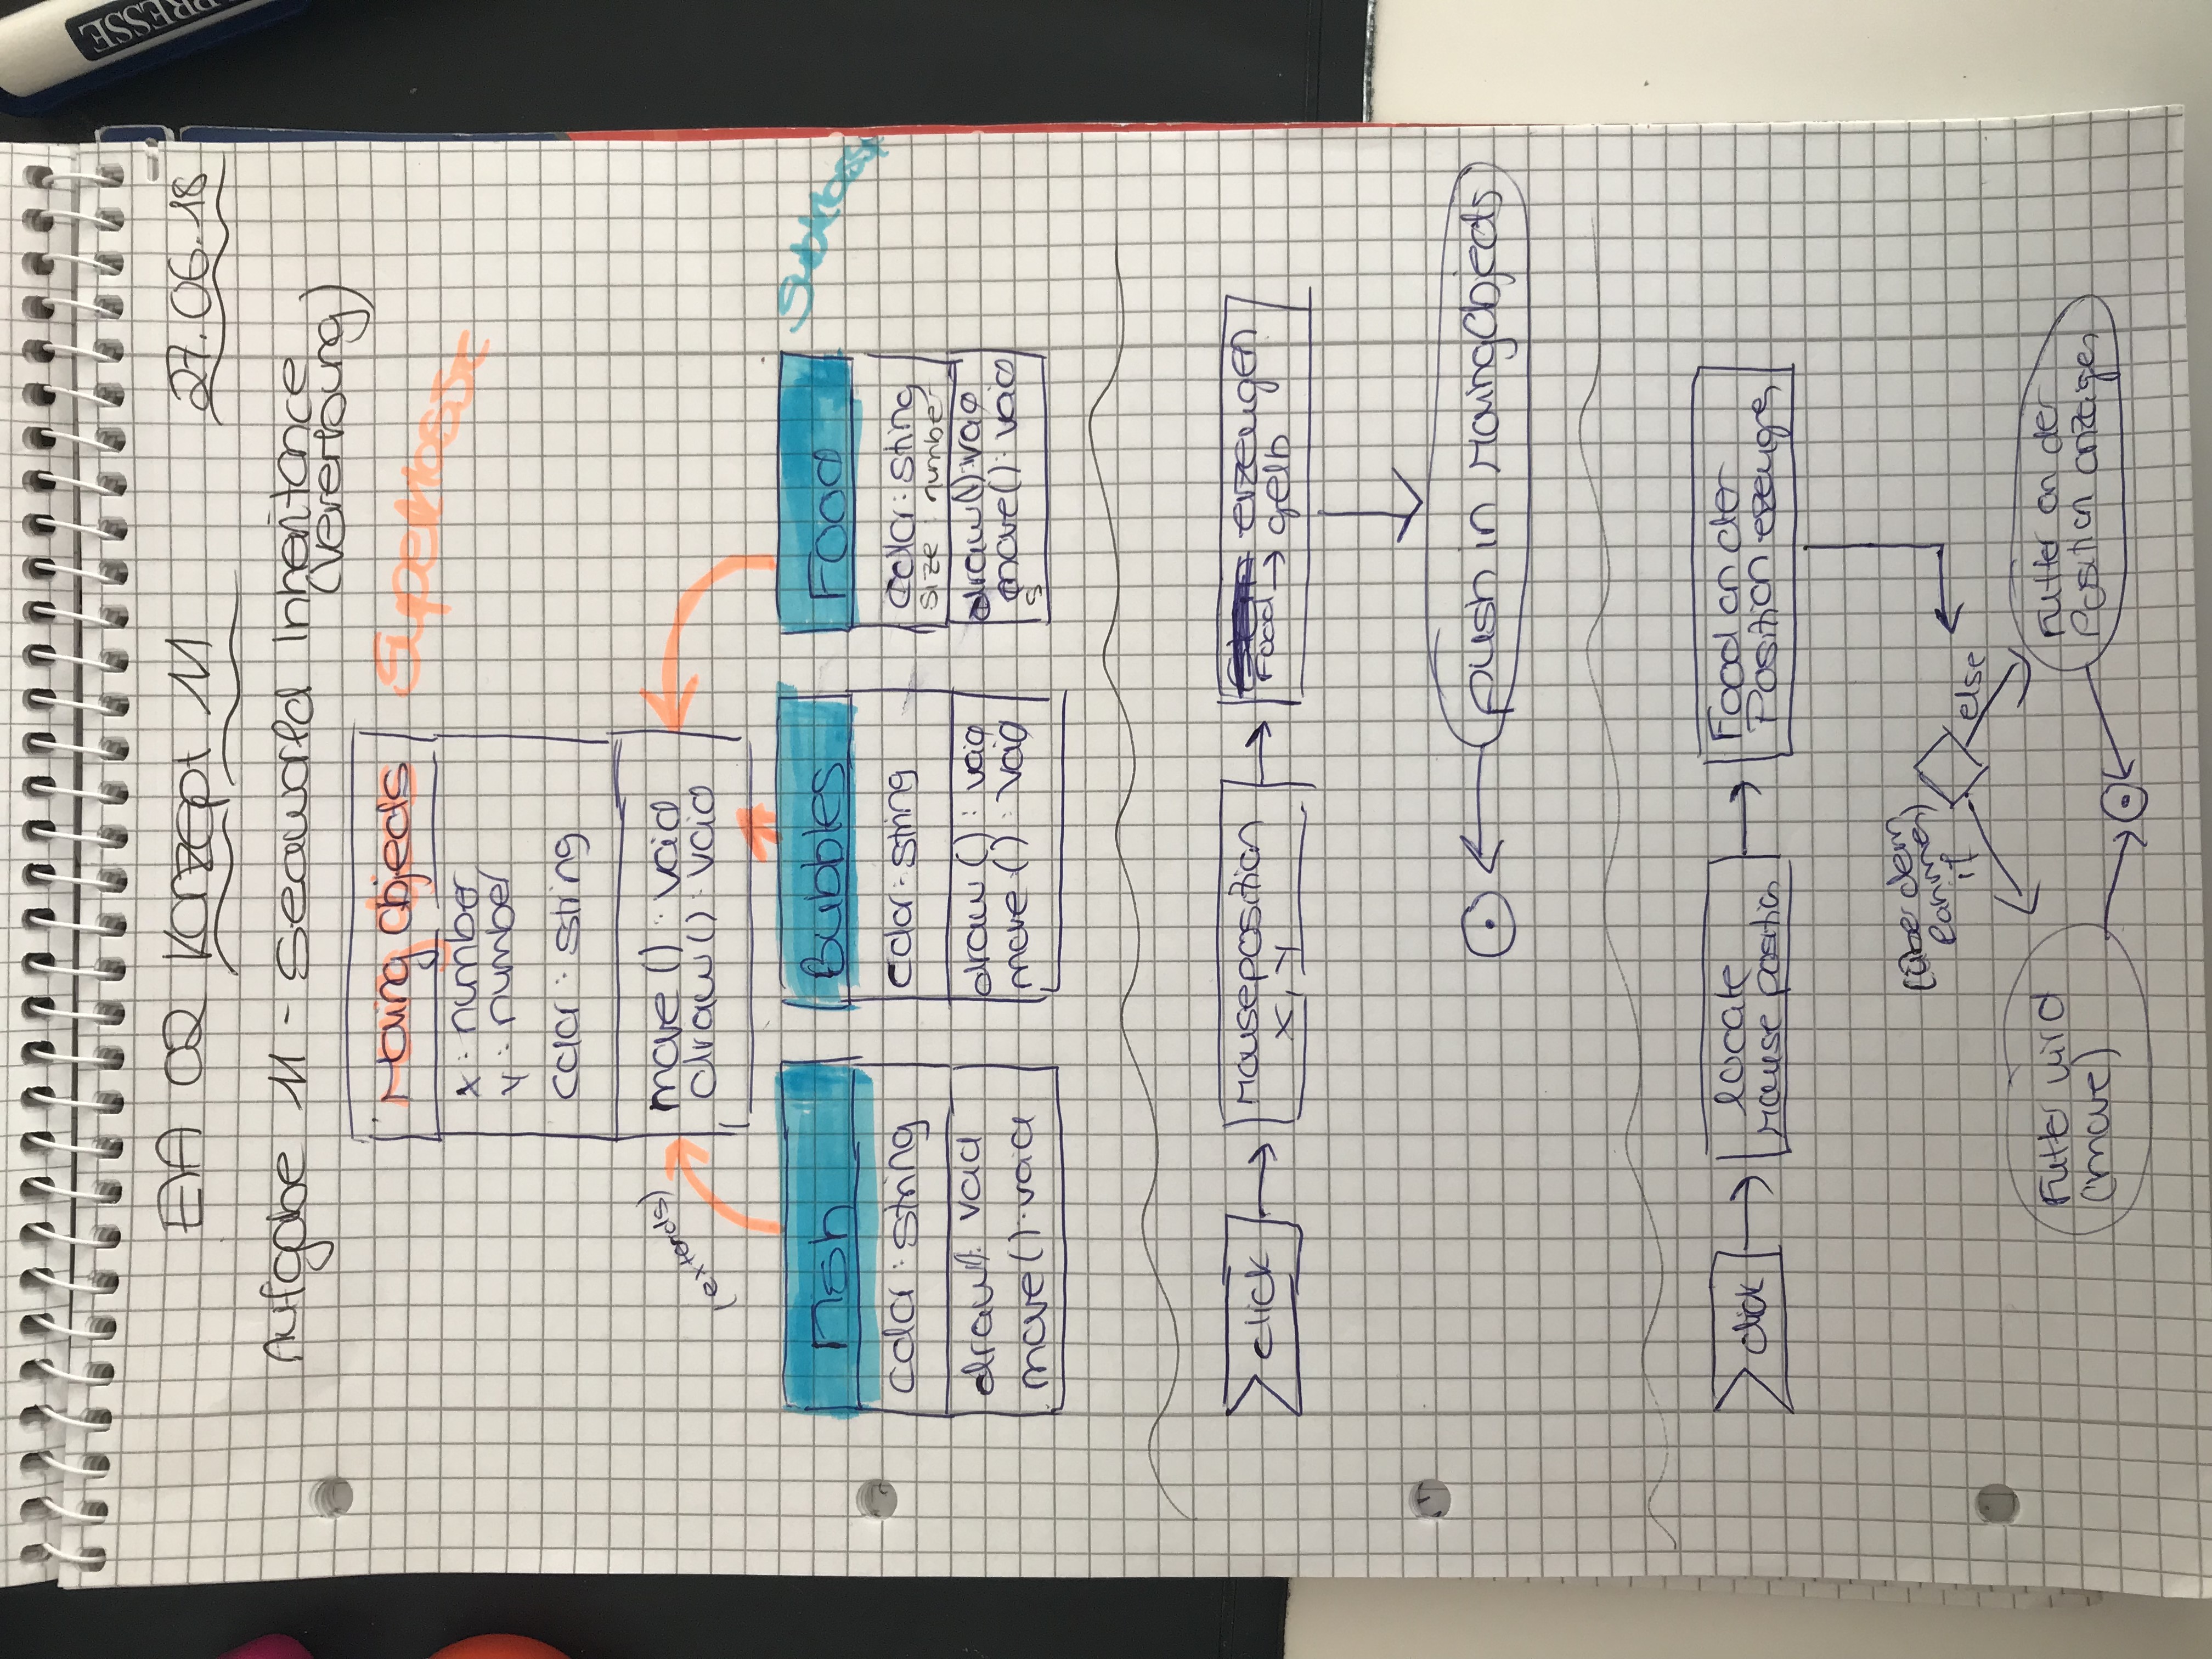 EIA 02 Konzept 11
27.06.18
Aufgabe 11 - Seaworld Inheritance
(Vererbung)
Moving Objects
Superklasse
x : number
y : number
color : string
move () : void
draw () : void
(extends)
Fish
Bubbles
Food
Subklasse
color : string
draw() : void
move() : void
color : string
draw () : void
move () : void
color : string
size : number
draw() : void
move() : void
s
click
Mouseposition
x, y
erzeugen
Food → gelb
push in MovingObjects
click
locate
Mouse position
Food an der
Position erzeugen
(über dem
if
else
Futter wird
(move)
Futter an der
Position anzeigen